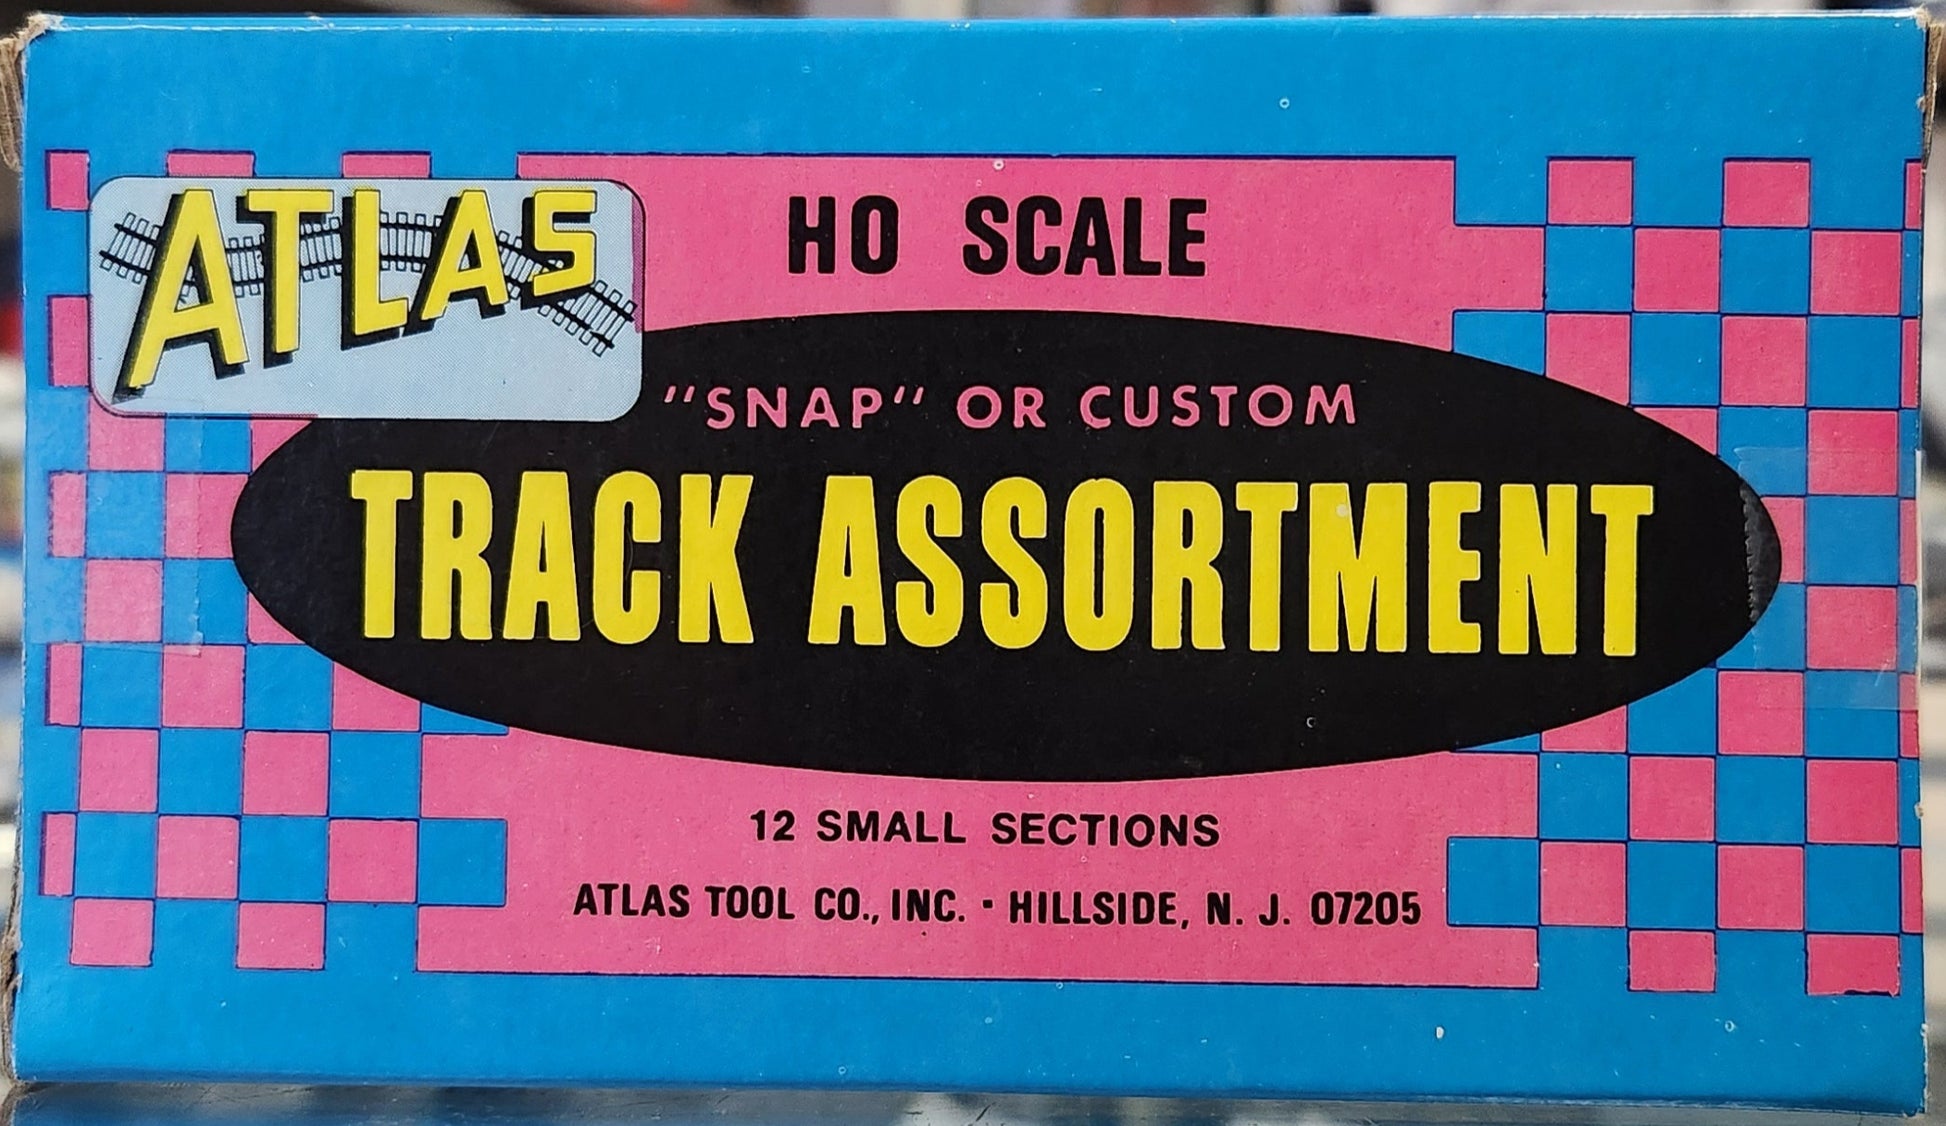 ATLAS
HO SCALE
"SNAP" OR CUSTOM
TRACK ASSORTMENT
12 SMALL SECTIONS
ATLAS TOOL CO., INC. · HILLSIDE, N. J. 07205